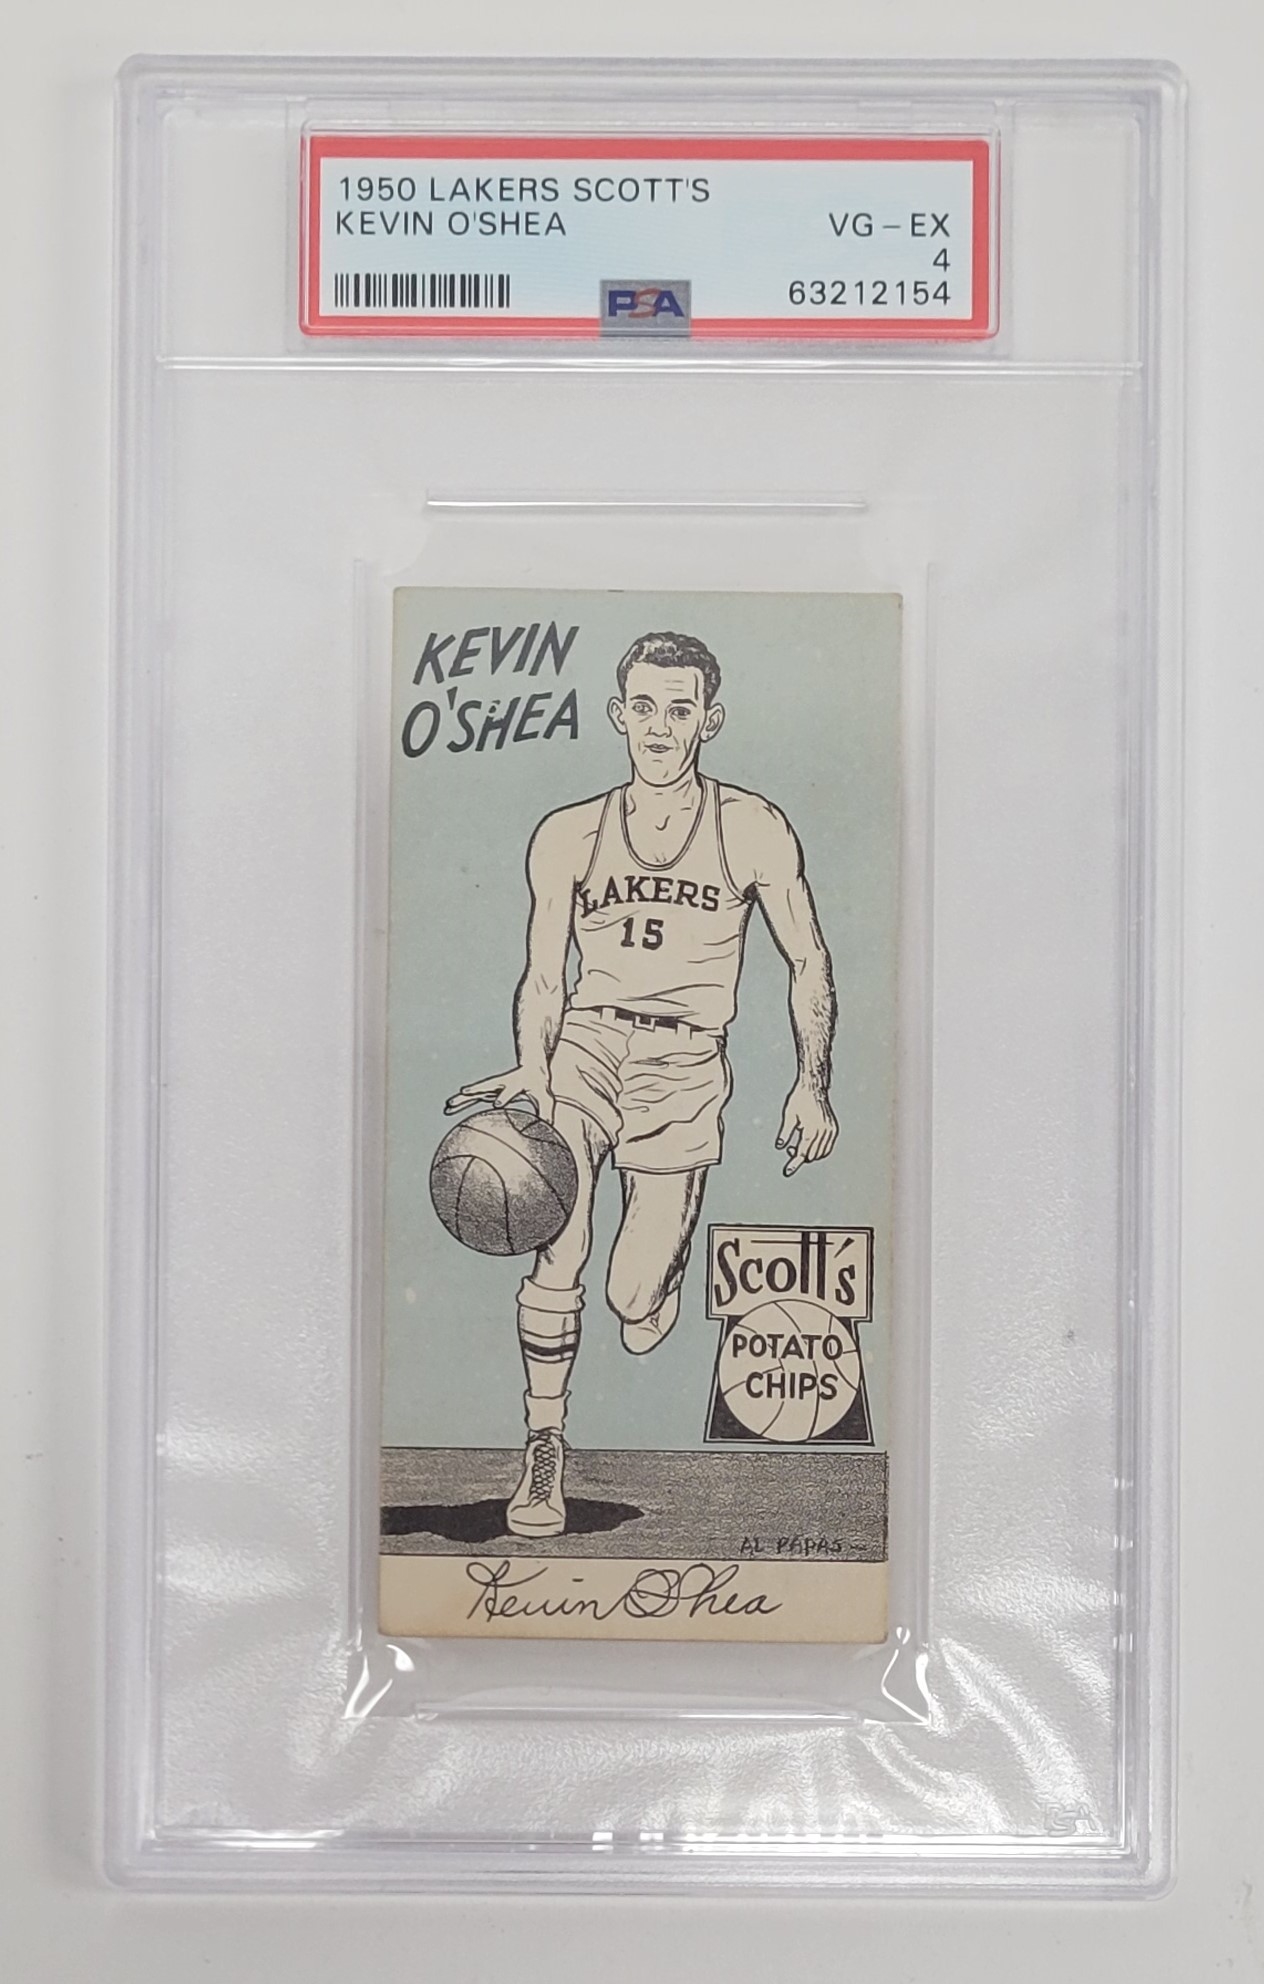 1950 LAKERS SCOTT'S
KEVIN O'SHEA
VG - EX
4
PSA
63212154
KEVIN
O'SHEA
LAKERS
15
Scott's
POTATO
CHIPS
AL PAPAS
Kevin O'Shea
PSA